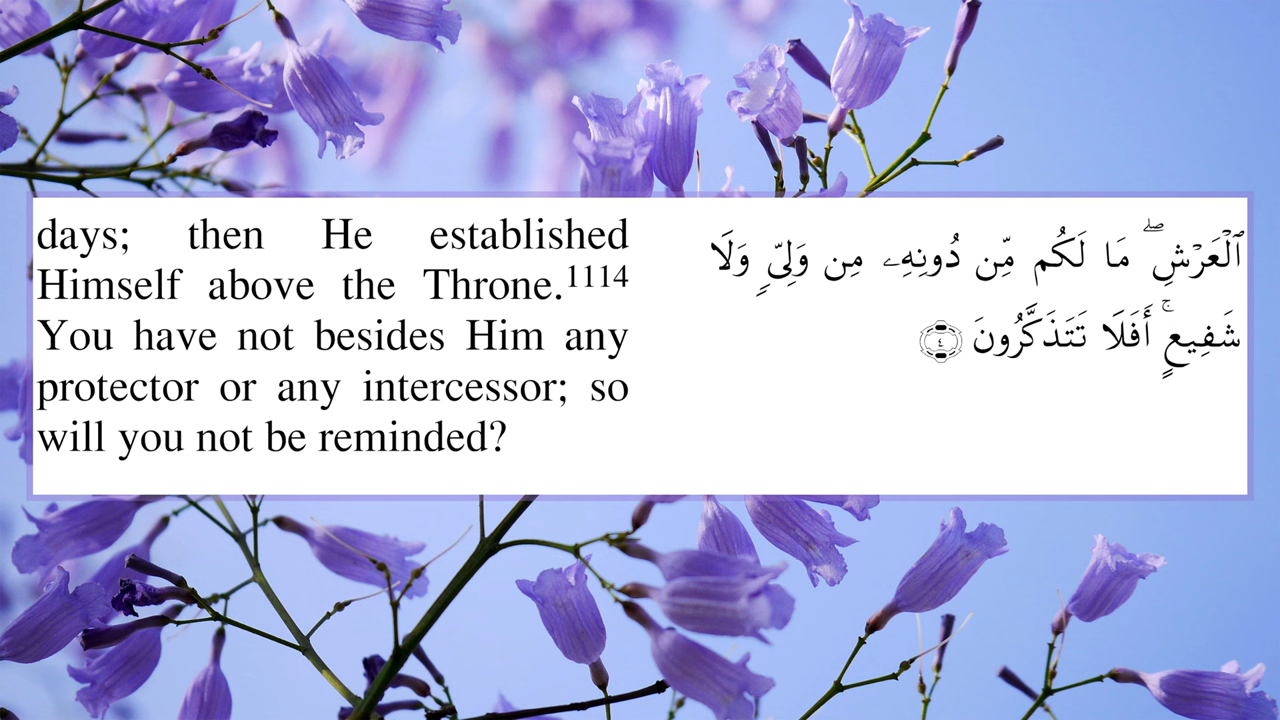 days; then He established
Himself above the Throne.1114
You have not besides Him any
protector or any intercessor; so
will you not be reminded?
ٱلْعَرْشِ ۖ مَا لَكُم مِّن دُونِهِۦ مِن وَلِىٍّۢ وَلَا
شَفِيعٍ ۚ أَفَلَا تَتَذَكَّرُونَ ٤